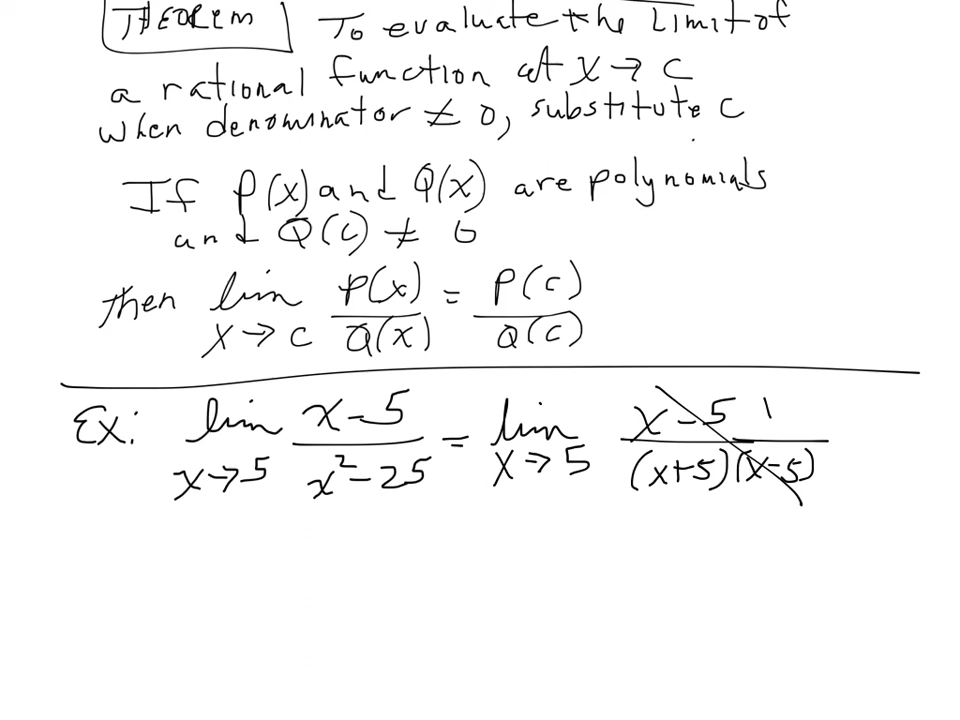 THEOREM To evaluate the Limit of
a rational function at x → c
when denominator ≠ 0, substitute c
If P(x) and Q(x) are polynomials
and Q(c) ≠ 0
then lim x → c P(x)/Q(x) = P(c)/Q(c)
Ex: lim x → 5 (x - 5)/(x² - 25) = lim x → 5 (x - 5) 1/((x+5)(x-5))